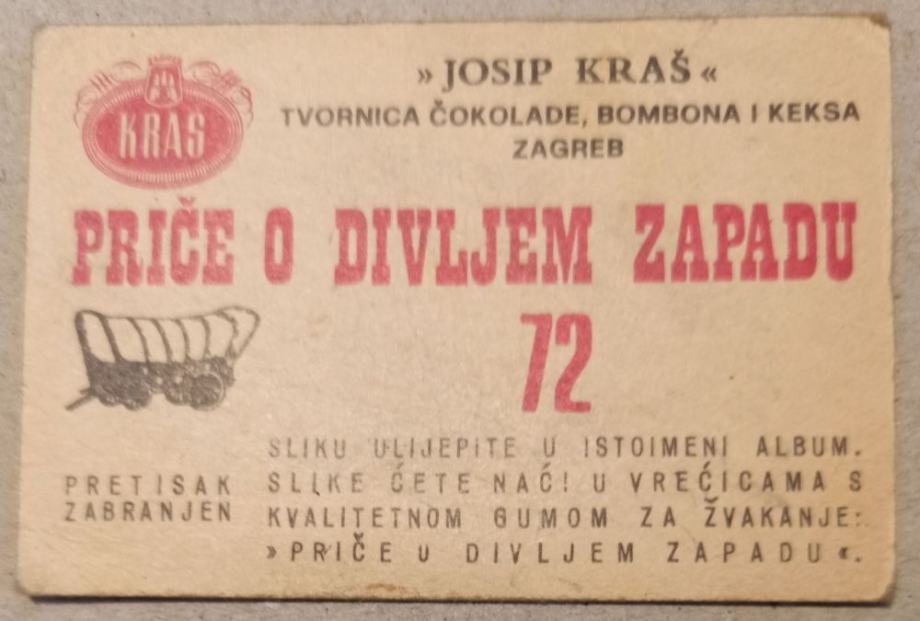 KRAŠ
»JOSIP KRAŠ«
TVORNICA ČOKOLADE, BOMBONA I KEKSA
ZAGREB
PRIČE O DIVLJEM ZAPADU
72
PRETISAK
ZABRANJEN
SLIKU ULIJEPITE U ISTOIMENI ALBUM.
SLIKE ĆETE NAĆI U VREĆICAMA S
KVALITETNOM GUMOM ZA ŽVAKANJE:
»PRIČE O DIVLJEM ZAPADU«.